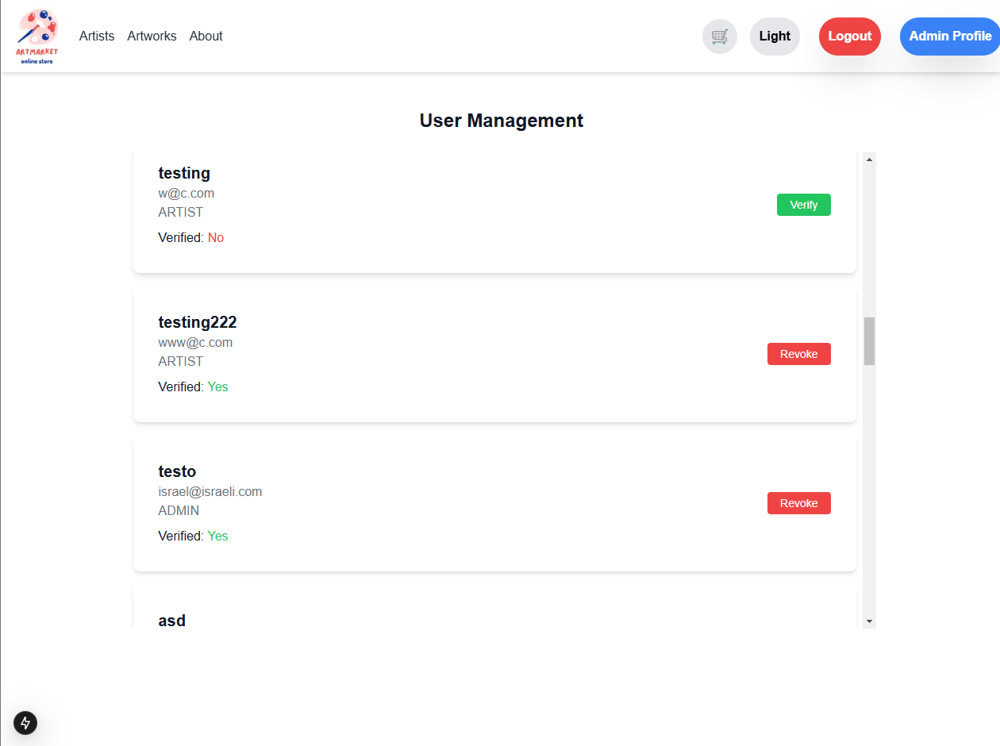 ARTMARKET
online store
Artists Artworks About
Light Logout Admin Profile
User Management
testing
w@c.com
ARTIST
Verify
Verified: No
testing222
www@c.com
ARTIST
Revoke
Verified: Yes
testo
israel@israeli.com
ADMIN
Revoke
Verified: Yes
asd